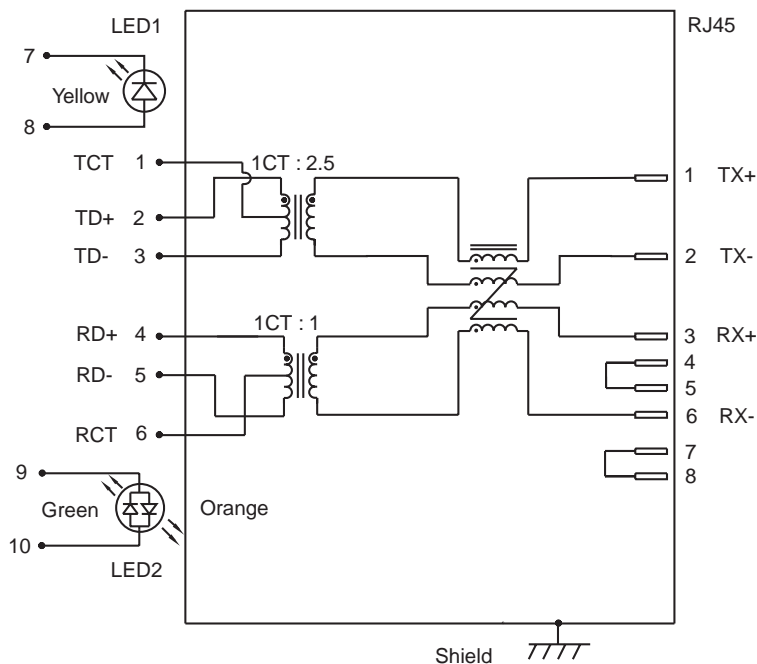 LED1
RJ45
7
Yellow
8
TCT 1
1CT : 2.5
1 TX+
TD+ 2
TD- 3
2 TX-
RD+ 4
1CT : 1
3 RX+
4
RD- 5
5
RCT 6
6 RX-
7
8
9
Green
Orange
10
LED2
Shield